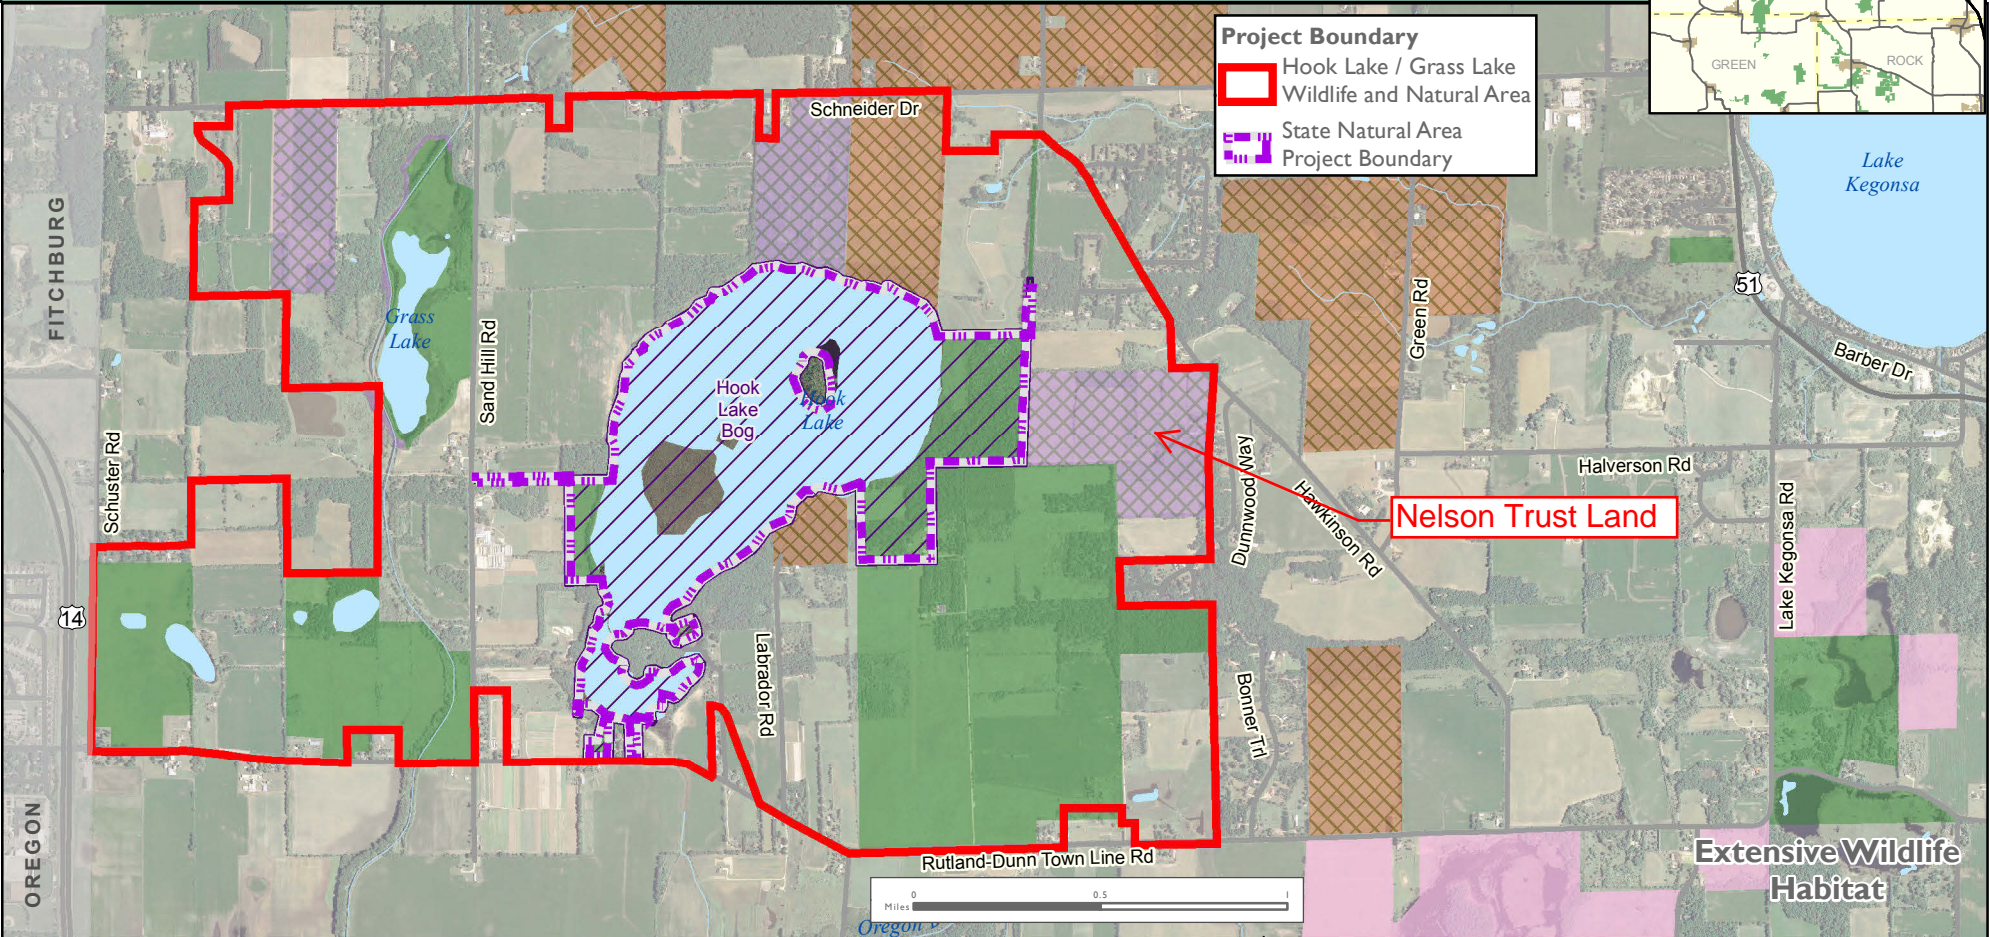 Project Boundary
Hook Lake / Grass Lake
Wildlife and Natural Area
State Natural Area
Project Boundary
GREEN
ROCK
Lake
Kegonsa
Schneider Dr
FITCHBURG
51
Grass
Lake
Sand Hill Rd
Green Rd
Barber Dr
Hook
Lake
Bog
Hook
Lake
Schuster Rd
Dunnwood Way
Halverson Rd
Hawkinson Rd
Nelson Trust Land
Lake Kegonsa Rd
14
Labrador Rd
Bonner Trl
OREGON
Rutland-Dunn Town Line Rd
Extensive Wildlife
Habitat
0 0.5 1
Miles
Oregon